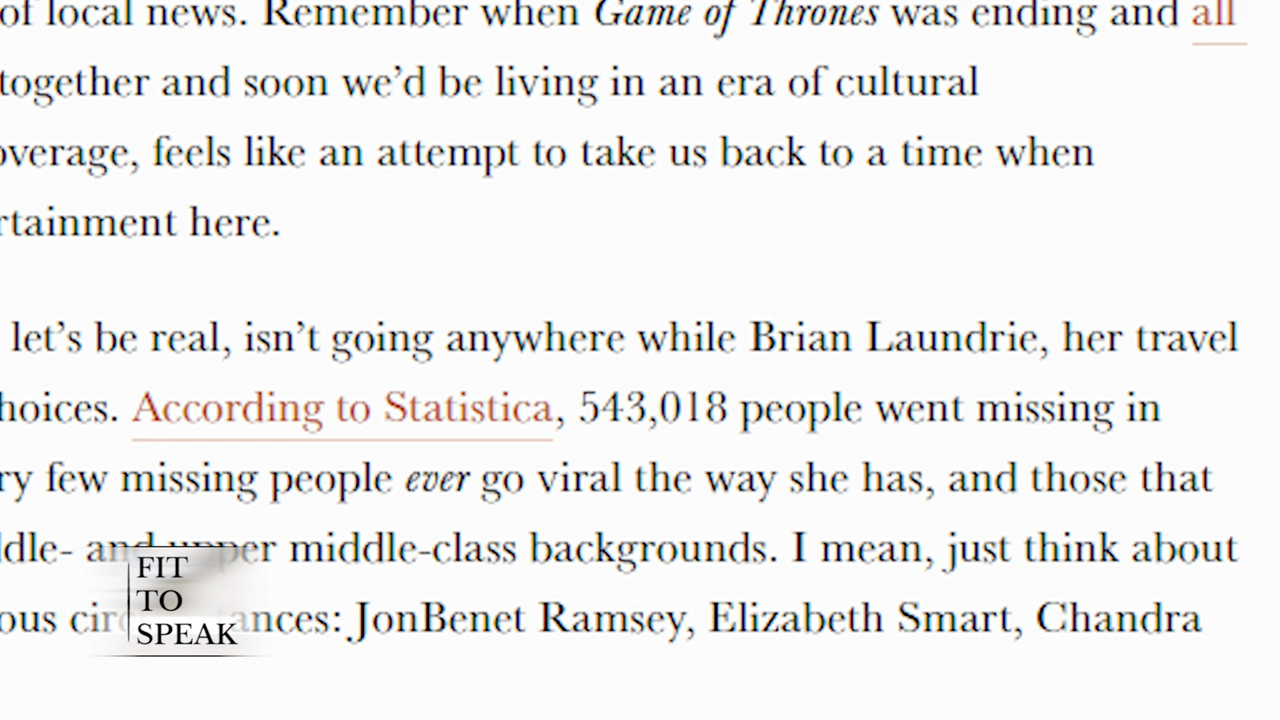 of local news. Remember when Game of Thrones was ending and all
together and soon we’d be living in an era of cultural
overage, feels like an attempt to take us back to a time when
rtainment here.
let’s be real, isn’t going anywhere while Brian Laundrie, her travel
hoices. According to Statistica, 543,018 people went missing in
ry few missing people ever go viral the way she has, and those that
ddle- and upper middle-class backgrounds. I mean, just think about
ous circ ances: JonBenet Ramsey, Elizabeth Smart, Chandra
FIT
TO
SPEAK